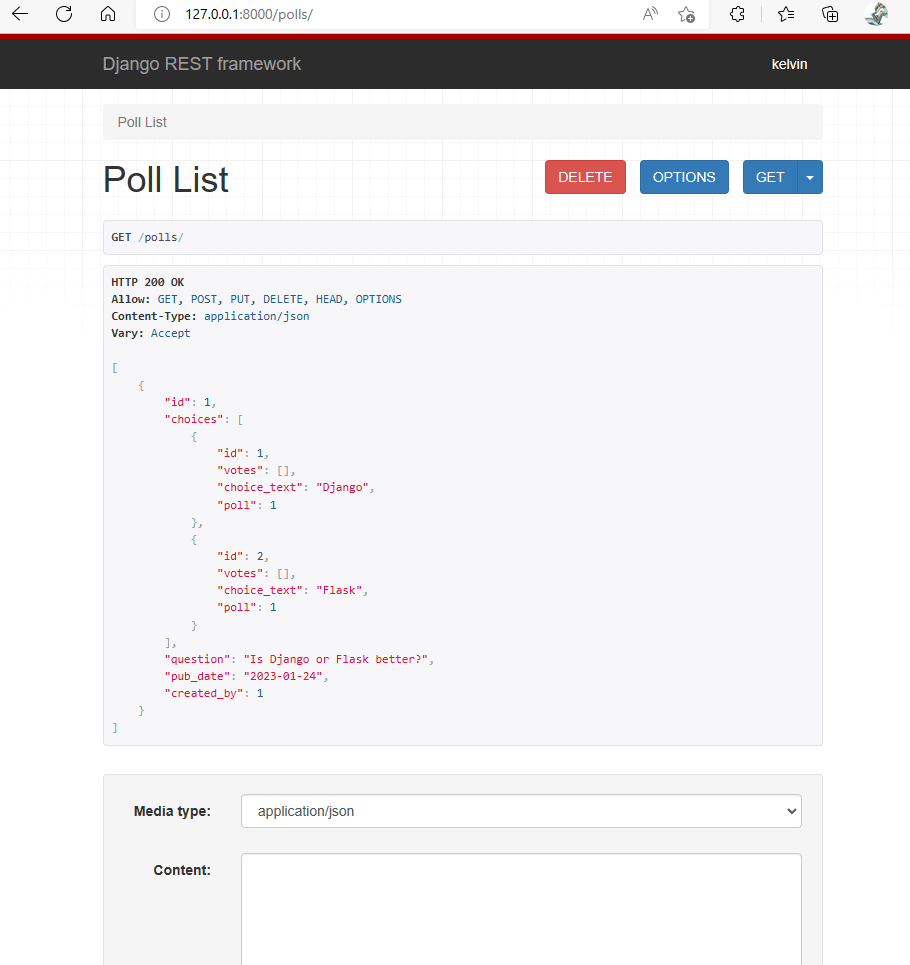 127.0.0.1:8000/polls/
Django REST framework
kelvin
Poll List
Poll List
DELETE
OPTIONS
GET
GET /polls/
HTTP 200 OK
Allow: GET, POST, PUT, DELETE, HEAD, OPTIONS
Content-Type: application/json
Vary: Accept
[
{
"id": 1,
"choices": [
{
"id": 1,
"votes": [],
"choice_text": "Django",
"poll": 1
},
{
"id": 2,
"votes": [],
"choice_text": "Flask",
"poll": 1
}
],
"question": "Is Django or Flask better?",
"pub_date": "2023-01-24",
"created_by": 1
}
]
Media type:
application/json
Content: